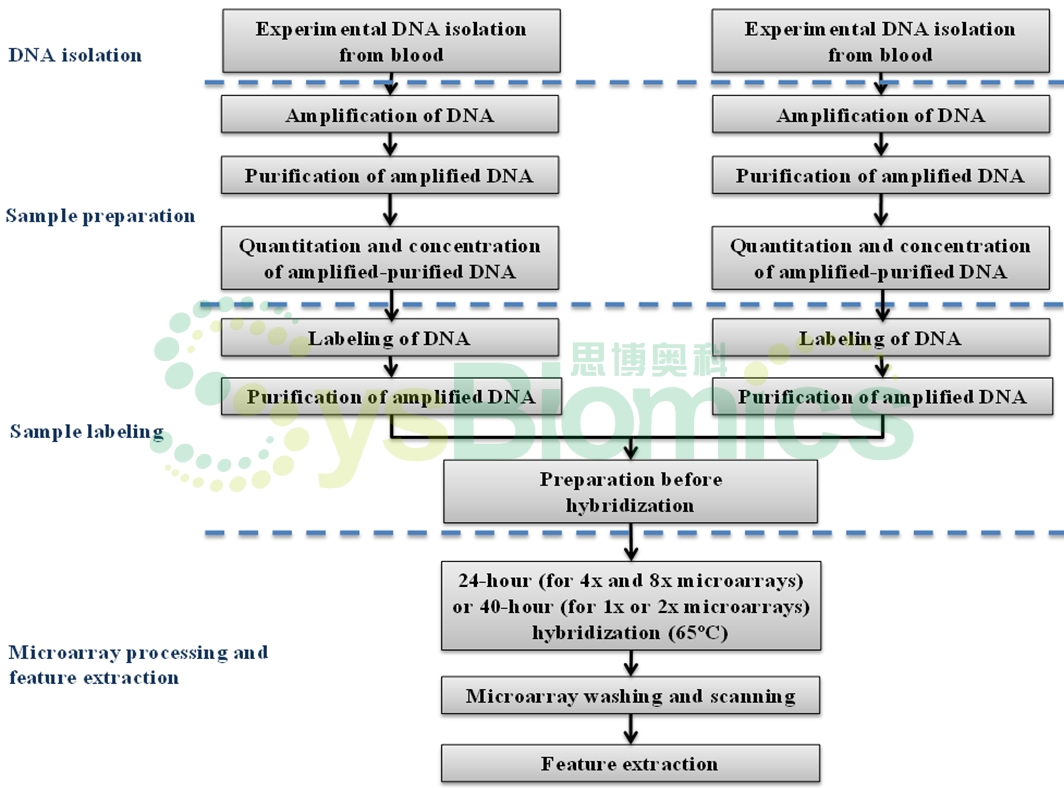 DNA isolation
Experimental DNA isolation
from blood
Experimental DNA isolation
from blood
Sample preparation
Amplification of DNA
Amplification of DNA
Purification of amplified DNA
Purification of amplified DNA
Quantitation and concentration
of amplified-purified DNA
Quantitation and concentration
of amplified-purified DNA
Sample labeling
Labeling of DNA
Labeling of DNA
思博奥科
SysBiomics
Purification of amplified DNA
Purification of amplified DNA
Preparation before
hybridization
Microarray processing and
feature extraction
24-hour (for 4x and 8x microarrays)
or 40-hour (for 1x or 2x microarrays)
hybridization (65ºC)
Microarray washing and scanning
Feature extraction